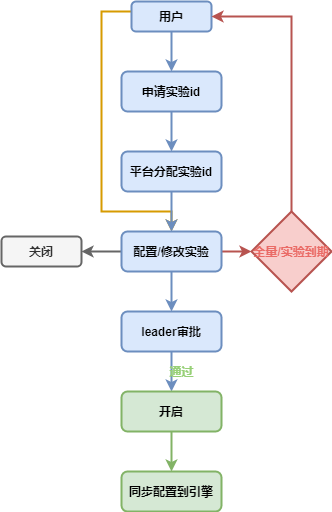 用户
申请实验id
平台分配实验id
关闭
配置/修改实验
全量/实验到期
leader审批
通过
开启
同步配置到引擎